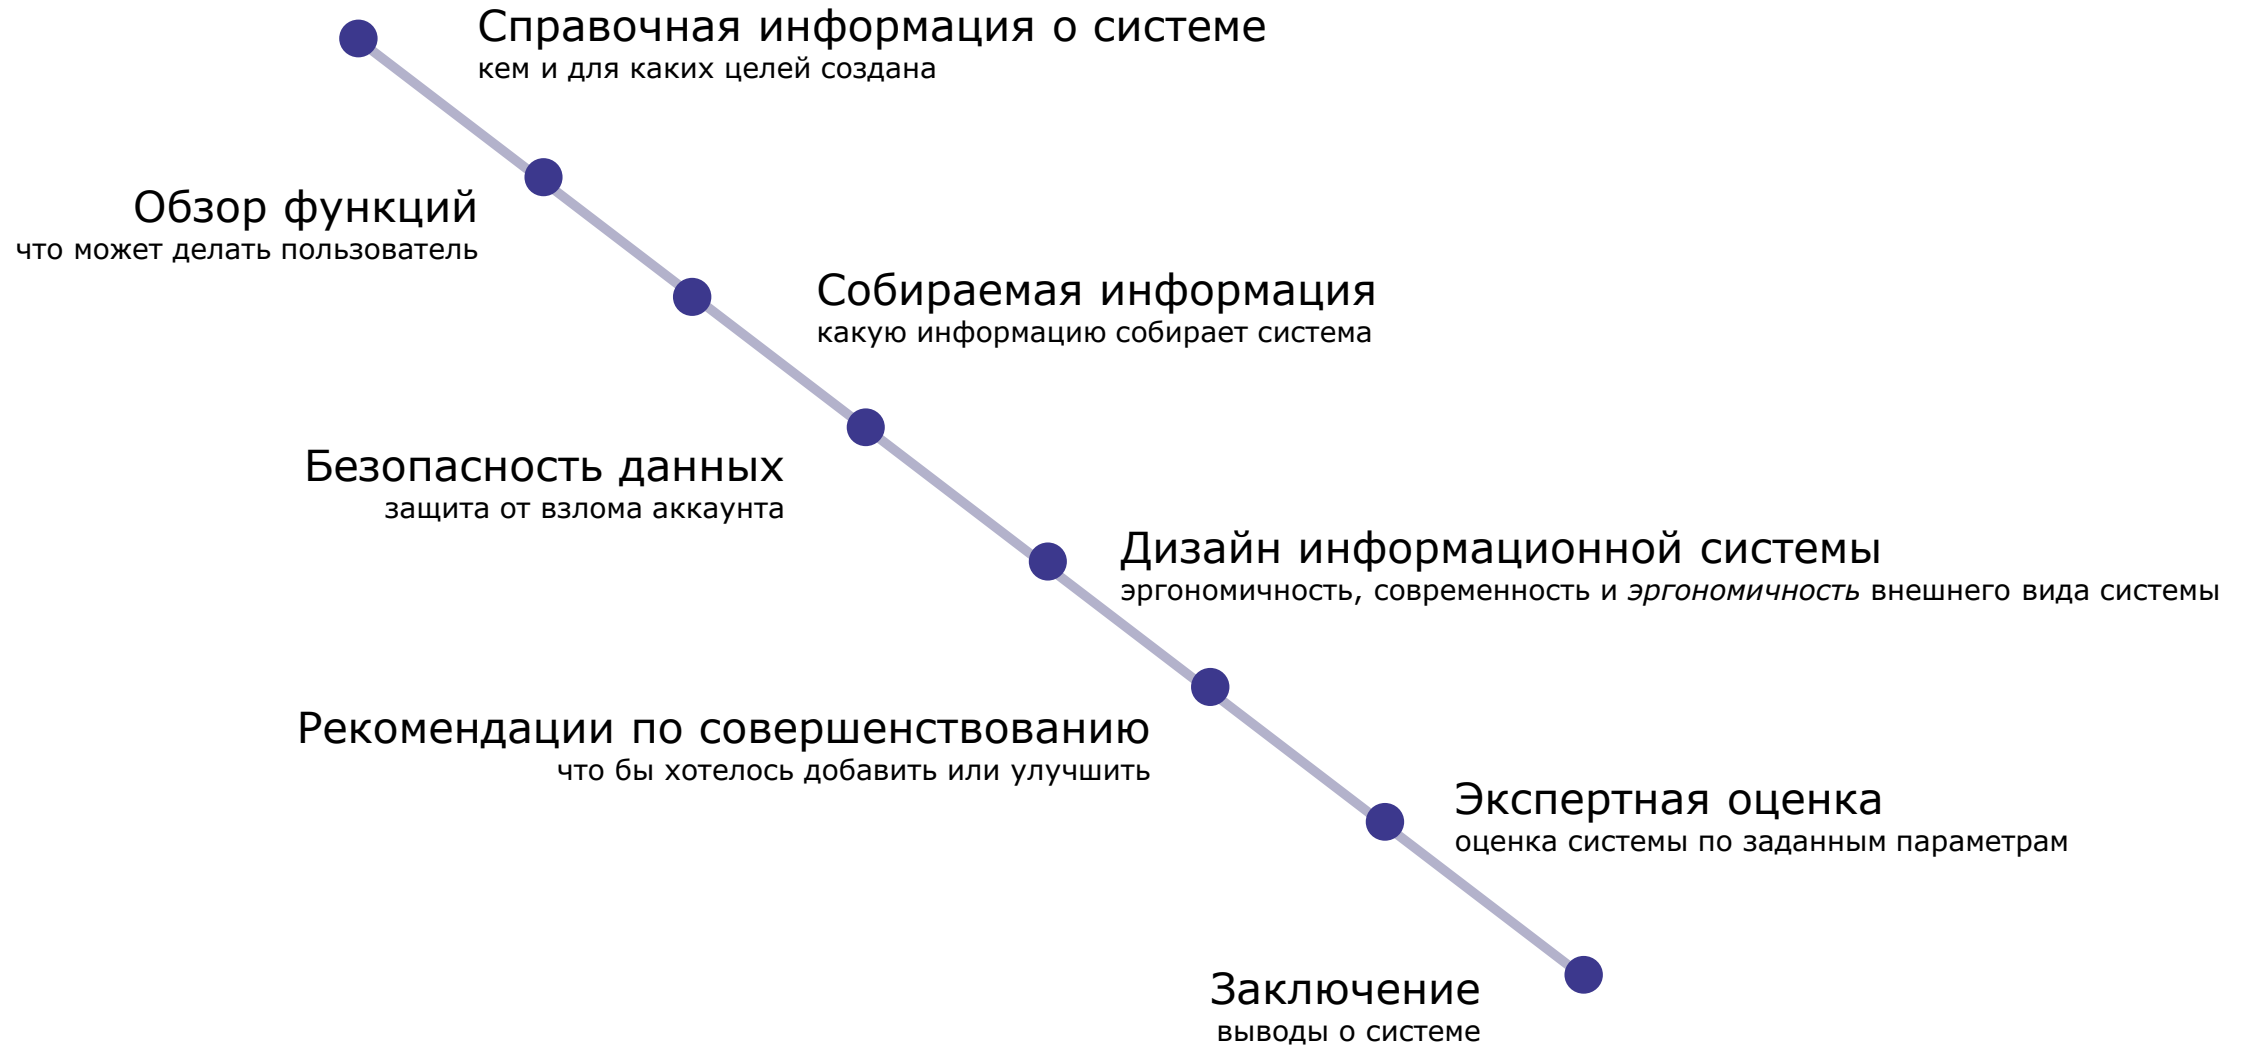 Справочная информация о системе
кем и для каких целей создана
Обзор функций
что может делать пользователь
Собираемая информация
какую информацию собирает система
Безопасность данных
защита от взлома аккаунта
Дизайн информационной системы
эргономичность, современность и эргономичность внешнего вида системы
Рекомендации по совершенствованию
что бы хотелось добавить или улучшить
Экспертная оценка
оценка системы по заданным параметрам
Заключение
выводы о системе